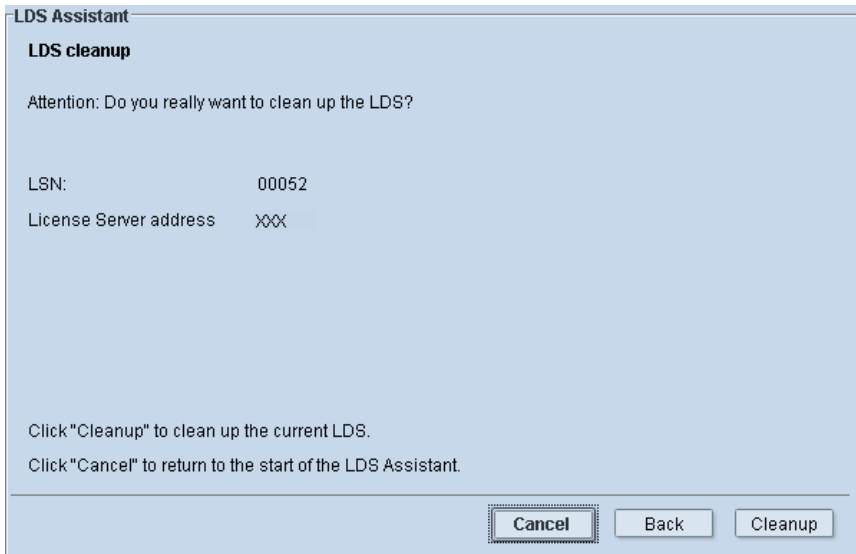 LDS Assistant
LDS cleanup
Attention: Do you really want to clean up the LDS?
LSN: 00052
License Server address XXX
Click "Cleanup" to clean up the current LDS.
Click "Cancel" to return to the start of the LDS Assistant.
Cancel Back Cleanup